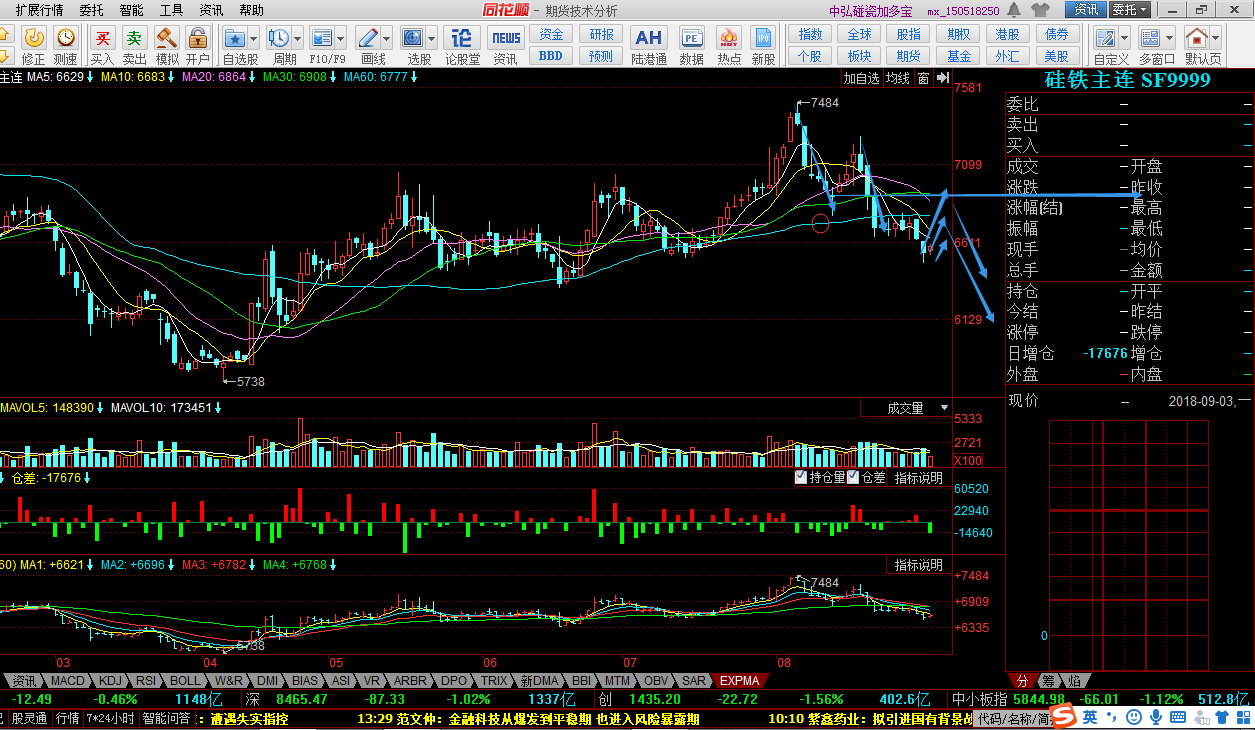 扩展行情 委托 智能 工具 资讯 帮助 同花顺 - 期货技术分析 中弘碰瓷加多宝 mx_150518250 资讯 委托
买 卖 论 NEWS 资金 研报 AH PE HOT IPO 指数 全球 股指 期权 港股 债券
修正 测速 买入 卖出 模拟 开户 自选股 周期 F10/F9 画线 选股 论股堂 资讯 BBD 预测 陆港通 数据 热点 新股 个股 板块 期货 基金 外汇 美股 自定义 多窗口 默认页
主连 MA5: 6629↓ MA10: 6683↓ MA20: 6864↓ MA30: 6908↓ MA60: 6777↓ 加自选 均线 窗
硅铁主连 SF9999
7581
7484
7099
6611
6129
5738
委比 –
卖出 – –
买入 – –
成交 – 开盘 –
涨跌 – 昨收 –
涨幅(结) – 最高 –
振幅 – 最低 –
现手 – 均价 –
总手 – 金额 –
持仓 – 开平 –
今结 – 昨结 –
涨停 – 跌停 –
日增仓 -17676 增仓 –
外盘 – 内盘 –
现价 -- 2018-09-03,一
MAVOL5: 148390↓ MAVOL10: 173451↓ 成交量
5333
2721
X100
↓ 仓差: -17676↓ 持仓量 仓差 指标说明
60520
22940
-14640
60) MA1: +6621↓ MA2: +6696↓ MA3: +6782↓ MA4: +6768↓ 指标说明
7484 +7484
+6909
+6335
5738
0
03 04 05 06 07 08
资讯 MACD KDJ RSI BOLL W&R DMI BIAS ASI VR ARBR DPO TRIX 新DMA BBI MTM OBV SAR EXPMA 分 筹 焰
-12.49 -0.46% 1148亿 深 8465.47 -87.33 -1.02% 1337亿 创 1435.20 -22.72 -1.56% 402.6亿 中小板指 5844.98 -66.01 -1.12% 512.8亿
股灵通 行情 7*24小时 智能问答 : 遭遇失实指控 13:29 范文仲：金融科技从爆发到平稳期 也进入风险暴露期 10:10 紫鑫药业：拟引进国有背景战 代码/名称/简 S 英